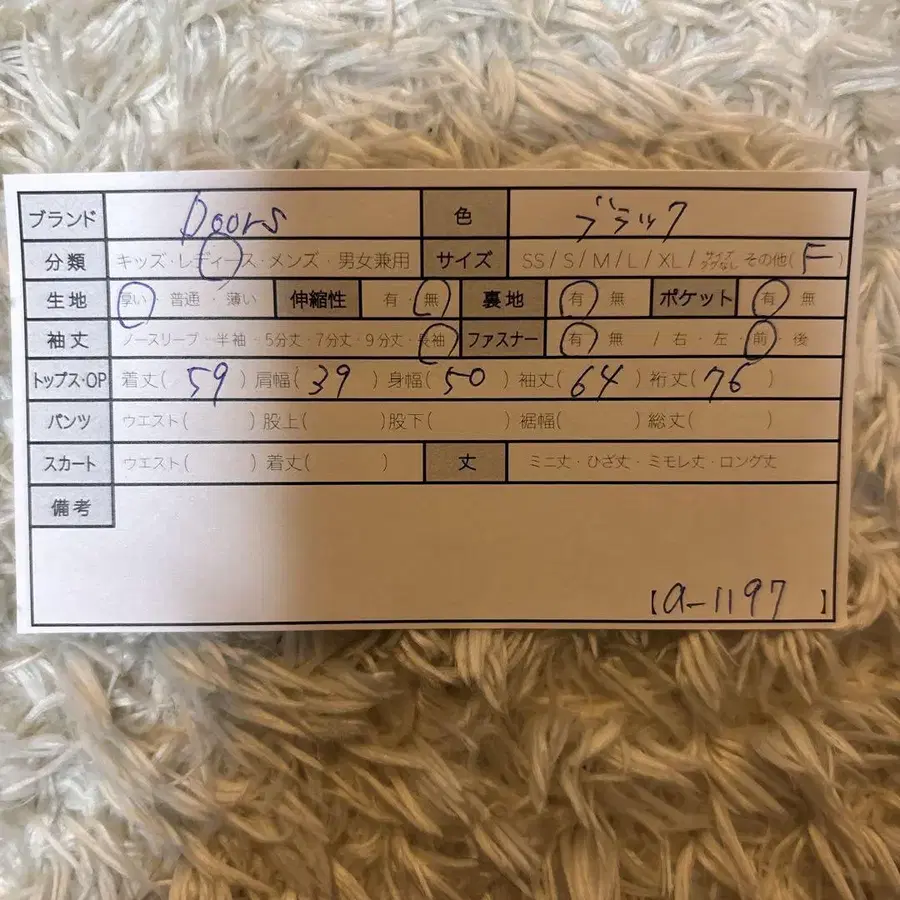 ブランド Doors 色 ブラック
分類 キッズ・レディース・メンズ・男女兼用 サイズ SS/S/M/L/XL/サイズタグなし その他(F)
生地 厚い・普通・薄い 伸縮性 有・無 裏地 有・無 ポケット 有・無
袖丈 ノースリーブ・半袖・5分丈・7分丈・9分丈・長袖 ファスナー 有・無 / 右・左・前・後
トップス・OP 着丈(59)肩幅(39)身幅(50)袖丈(64)裄丈(76)
パンツ ウエスト( )股上( )股下( )裾幅( )総丈( )
スカート ウエスト( )着丈( ) 丈 ミニ丈・ひざ丈・ミモレ丈・ロング丈
備考
【a-1197】